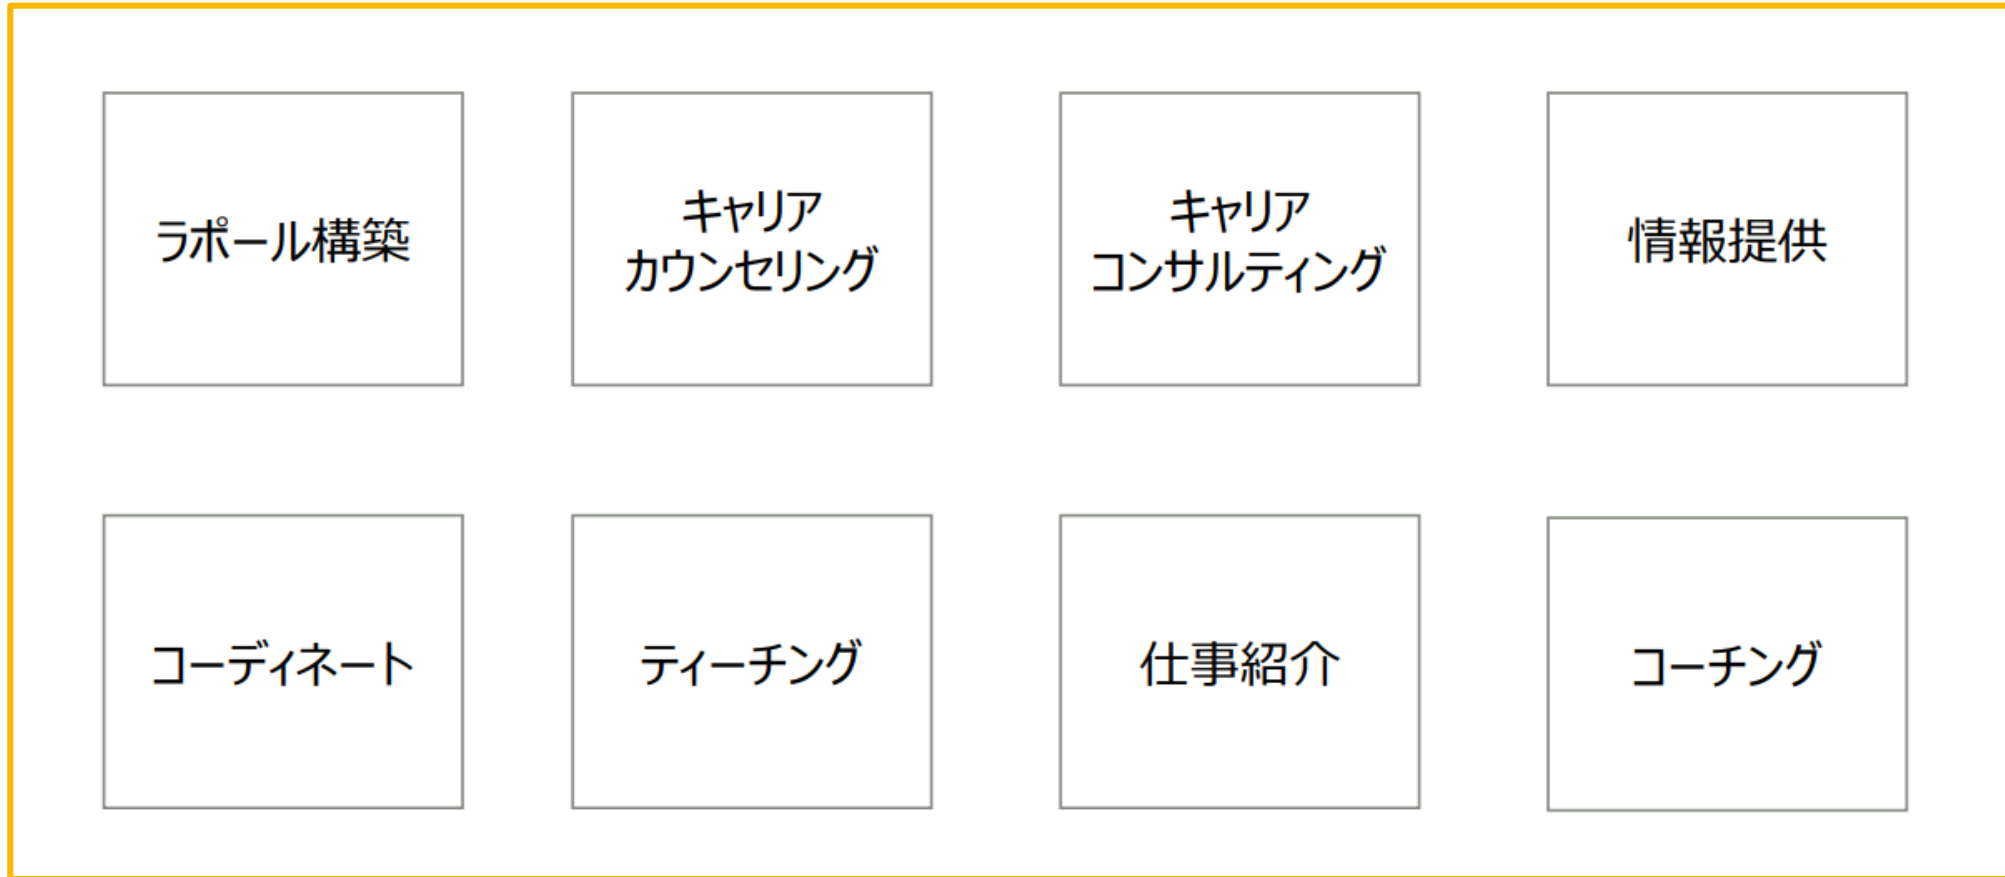 ラポール構築
キャリア
カウンセリング
キャリア
コンサルティング
情報提供
コーディネート
ティーチング
仕事紹介
コーチング